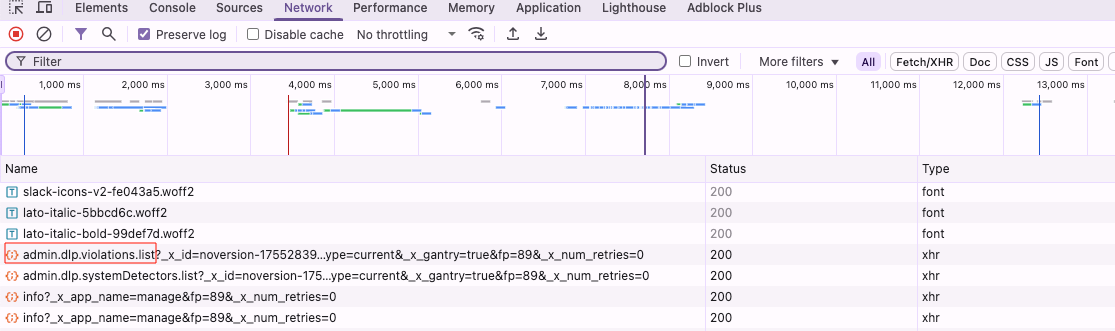 Elements Console Sources Network Performance Memory Application Lighthouse Adblock Plus
Preserve log Disable cache No throttling
Filter Invert More filters All Fetch/XHR Doc CSS JS Font
1,000 ms 2,000 ms 3,000 ms 4,000 ms 5,000 ms 6,000 ms 7,000 ms 8,000 ms 9,000 ms 10,000 ms 11,000 ms 12,000 ms 13,000 ms
Name Status Type
slack-icons-v2-fe043a5.woff2 200 font
lato-italic-5bbcd6c.woff2 200 font
lato-italic-bold-99def7d.woff2 200 font
admin.dlp.violations.list?_x_id=noversion-17552839...ype=current&_x_gantry=true&fp=89&_x_num_retries=0 200 xhr
admin.dlp.systemDetectors.list?_x_id=noversion-175...ype=current&_x_gantry=true&fp=89&_x_num_retries=0 200 xhr
info?_x_app_name=manage&fp=89&_x_num_retries=0 200 xhr
info?_x_app_name=manage&fp=89&_x_num_retries=0 200 xhr